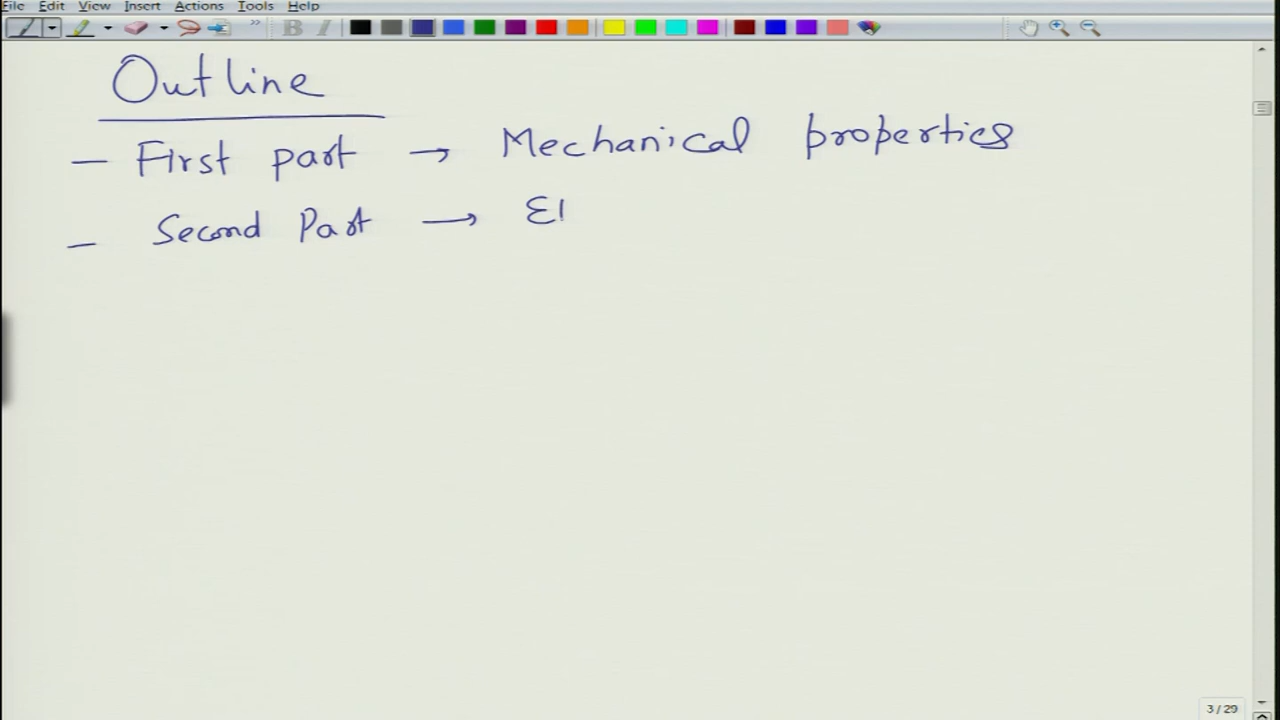 File Edit View Insert Actions Tools Help
B I
Outline
– First part → Mechanical properties
– Second Part → El
3 / 29